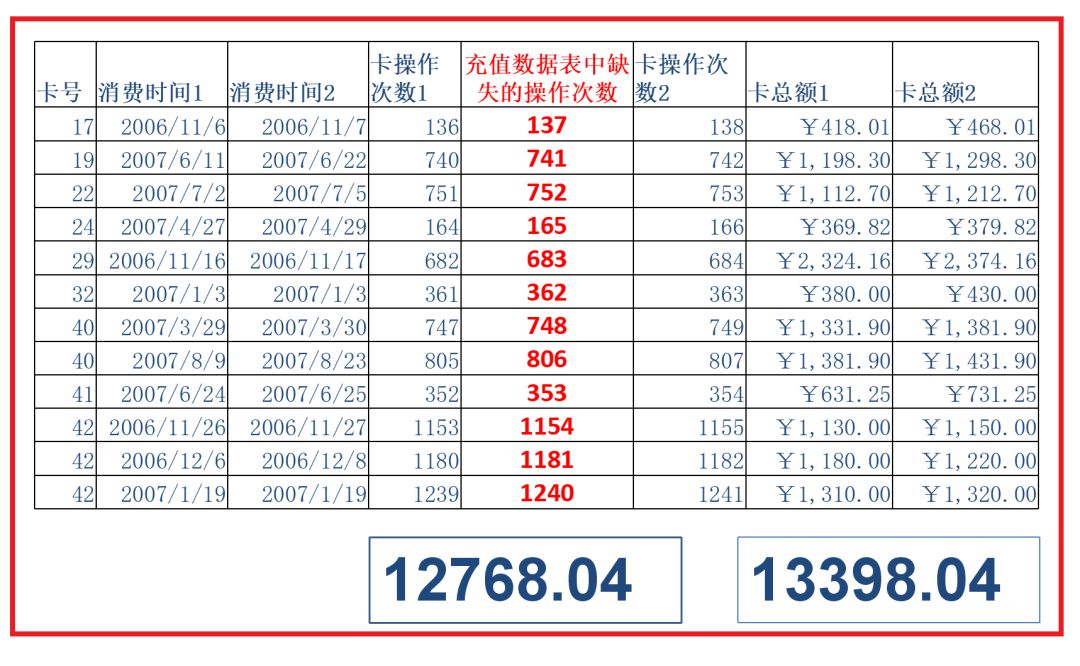 卡号 消费时间1 消费时间2 卡操作次数1 充值数据表中缺失的操作次数 卡操作次数2 卡总额1 卡总额2
17 2006/11/6 2006/11/7 136 137 138 ￥418.01 ￥468.01
19 2007/6/11 2007/6/22 740 741 742 ￥1,198.30 ￥1,298.30
22 2007/7/2 2007/7/5 751 752 753 ￥1,112.70 ￥1,212.70
24 2007/4/27 2007/4/29 164 165 166 ￥369.82 ￥379.82
29 2006/11/16 2006/11/17 682 683 684 ￥2,324.16 ￥2,374.16
32 2007/1/3 2007/1/3 361 362 363 ￥380.00 ￥430.00
40 2007/3/29 2007/3/30 747 748 749 ￥1,331.90 ￥1,381.90
40 2007/8/9 2007/8/23 805 806 807 ￥1,381.90 ￥1,431.90
41 2007/6/24 2007/6/25 352 353 354 ￥631.25 ￥731.25
42 2006/11/26 2006/11/27 1153 1154 1155 ￥1,130.00 ￥1,150.00
42 2006/12/6 2006/12/8 1180 1181 1182 ￥1,180.00 ￥1,220.00
42 2007/1/19 2007/1/19 1239 1240 1241 ￥1,310.00 ￥1,320.00
12768.04 13398.04